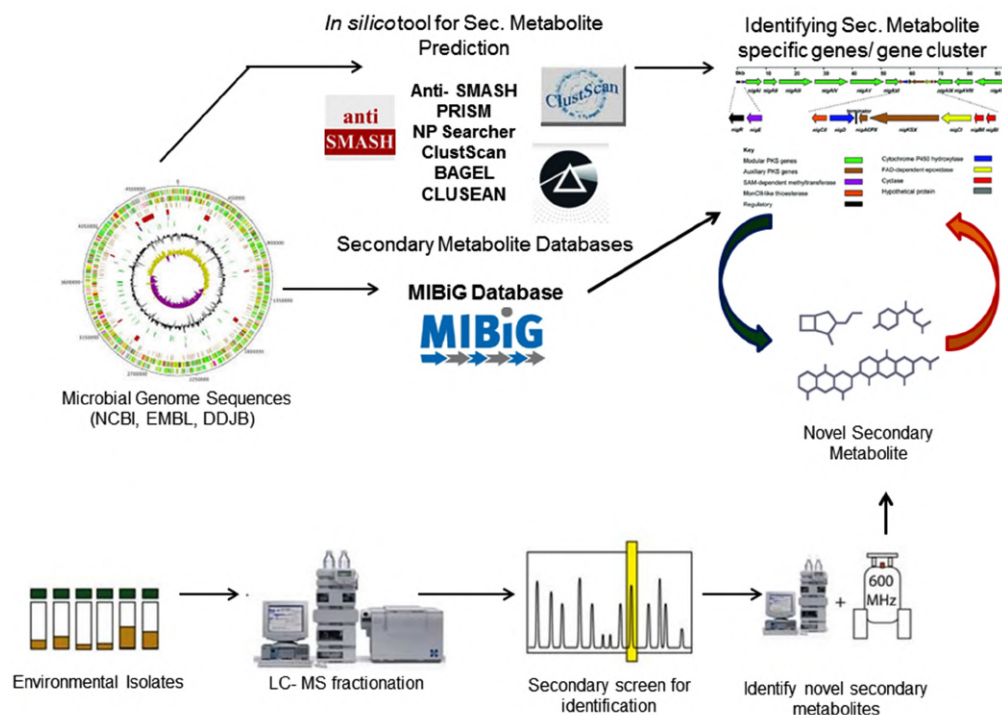 In silico tool for Sec. Metabolite
Prediction
Anti- SMASH
PRISM
NP Searcher
ClustScan
BAGEL
CLUSEAN
anti
SMASH
ClustScan
Secondary Metabolite Databases
MIBiG Database
MIBiG
Identifying Sec. Metabolite
specific genes/ gene cluster
Key
Modular PKS genes
Auxiliary PKS genes
SAM-dependent methyltransferase
MonCII-like thioesterase
Regulatory
Cytochrome P450 hydroxylase
FAD-dependent-epoxidase
Cyclase
Hypothetical protein
Microbial Genome Sequences
(NCBI, EMBL, DDJB)
Novel Secondary
Metabolite
600
MHz
+
Environmental Isolates
LC- MS fractionation
Secondary screen for
identification
Identify novel secondary
metabolites